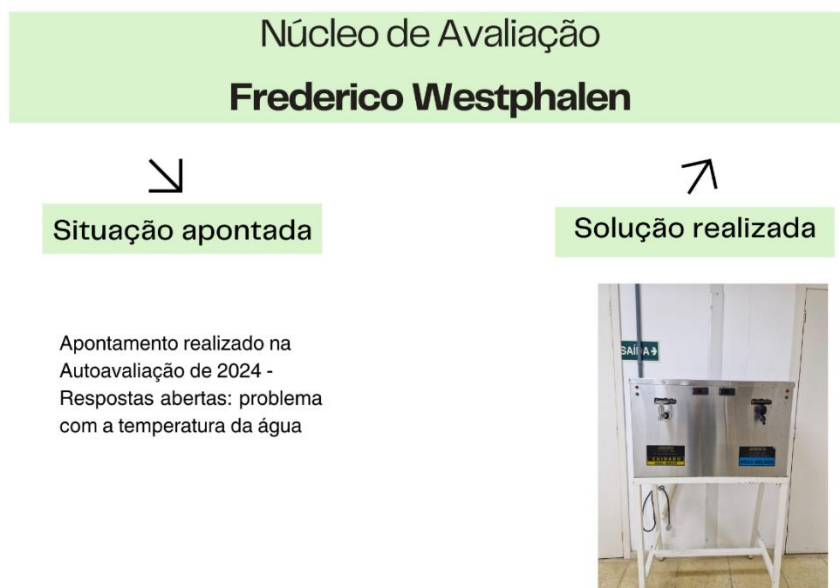 Núcleo de Avaliação
Frederico Westphalen
Situação apontada
Apontamento realizado na
Autoavaliação de 2024 -
Respostas abertas: problema
com a temperatura da água
Solução realizada
SAÍDA
CUIDADO